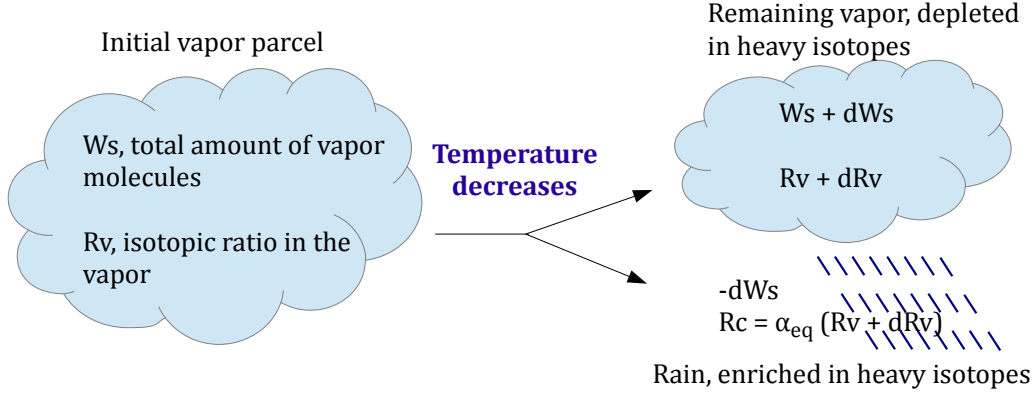 Initial vapor parcel
Ws, total amount of vapor
molecules
Rv, isotopic ratio in the
vapor
Temperature
decreases
Remaining vapor, depleted
in heavy isotopes
Ws + dWs
Rv + dRv
-dWs
Rc = αeq (Rv + dRv)
Rain, enriched in heavy isotopes